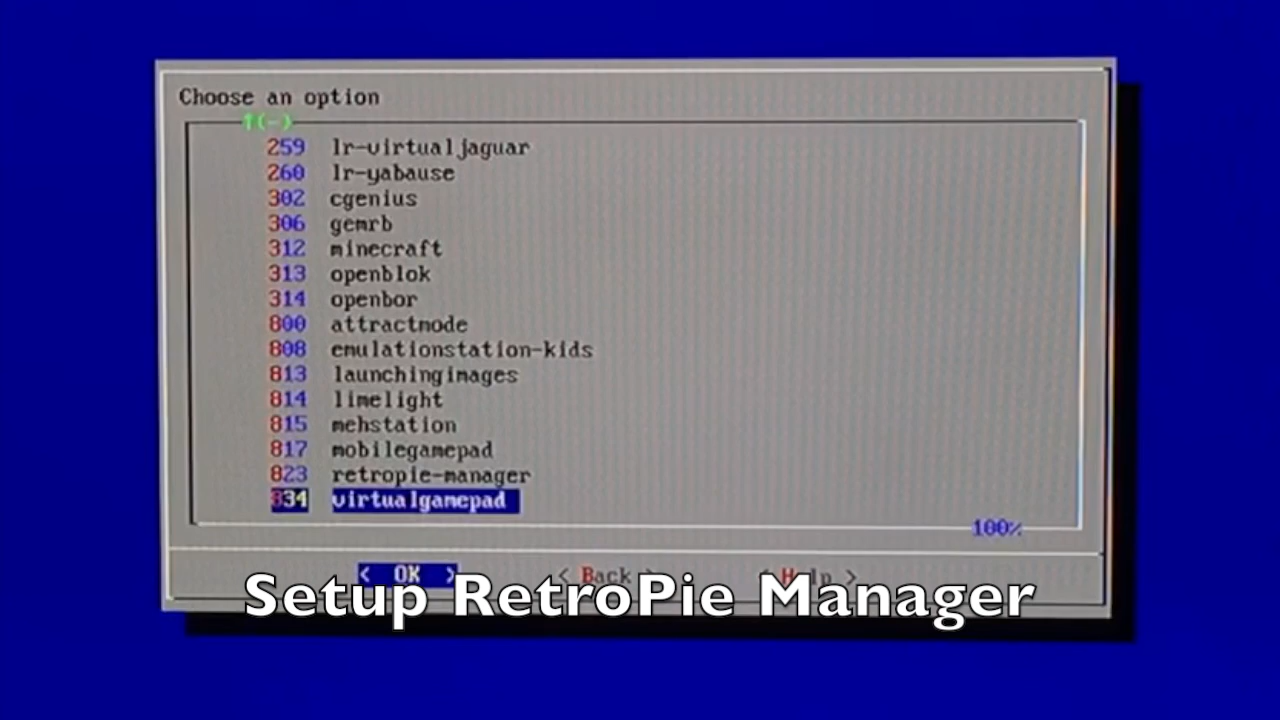 Choose an option
↑(-)
259 lr-virtualjaguar
260 lr-yabause
302 cgenius
306 gemrb
312 minecraft
313 openblok
314 openbor
800 attractmode
808 emulationstation-kids
813 launchingimages
814 limelight
815 mehstation
817 mobilegamepad
823 retropie-manager
834 virtualgamepad
100%
< OK > < Back > < Help >
Setup RetroPie Manager